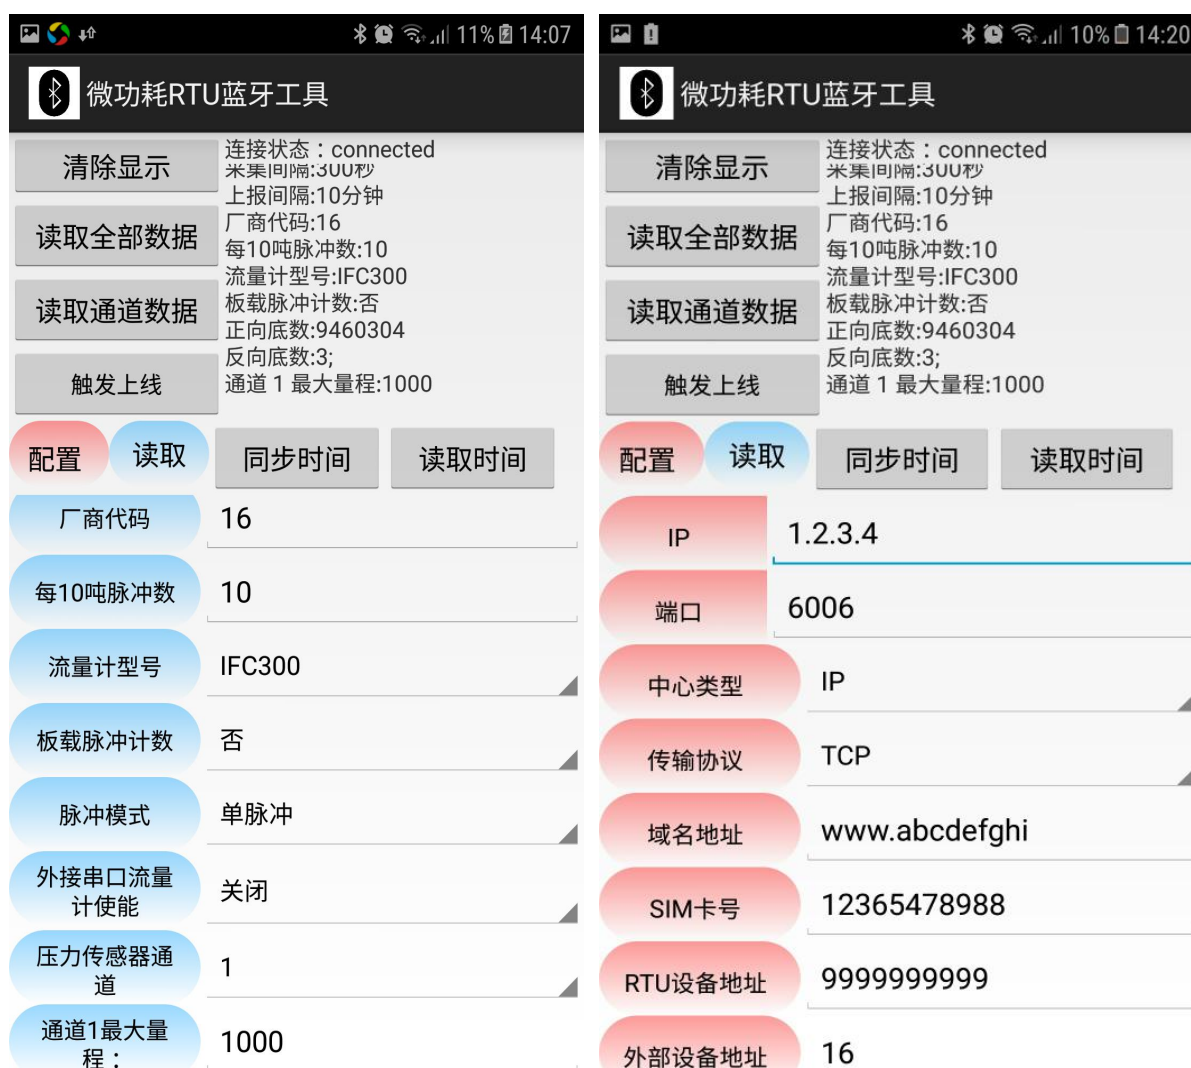 11% 14:07
微功耗RTU蓝牙工具
清除显示
读取全部数据
读取通道数据
触发上线
连接状态：connected
采集间隔:300秒
上报间隔:10分钟
厂商代码:16
每10吨脉冲数:10
流量计型号:IFC300
板载脉冲计数:否
正向底数:9460304
反向底数:3;
通道 1 最大量程:1000
配置 读取 同步时间 读取时间
厂商代码 16
每10吨脉冲数 10
流量计型号 IFC300
板载脉冲计数 否
脉冲模式 单脉冲
外接串口流量
计使能 关闭
压力传感器通
道 1
通道1最大量
程： 1000
10% 14:20
微功耗RTU蓝牙工具
清除显示
读取全部数据
读取通道数据
触发上线
连接状态：connected
采集间隔:300秒
上报间隔:10分钟
厂商代码:16
每10吨脉冲数:10
流量计型号:IFC300
板载脉冲计数:否
正向底数:9460304
反向底数:3;
通道 1 最大量程:1000
配置 读取 同步时间 读取时间
IP 1.2.3.4
端口 6006
中心类型 IP
传输协议 TCP
域名地址 www.abcdefghi
SIM卡号 12365478988
RTU设备地址 9999999999
外部设备地址 16